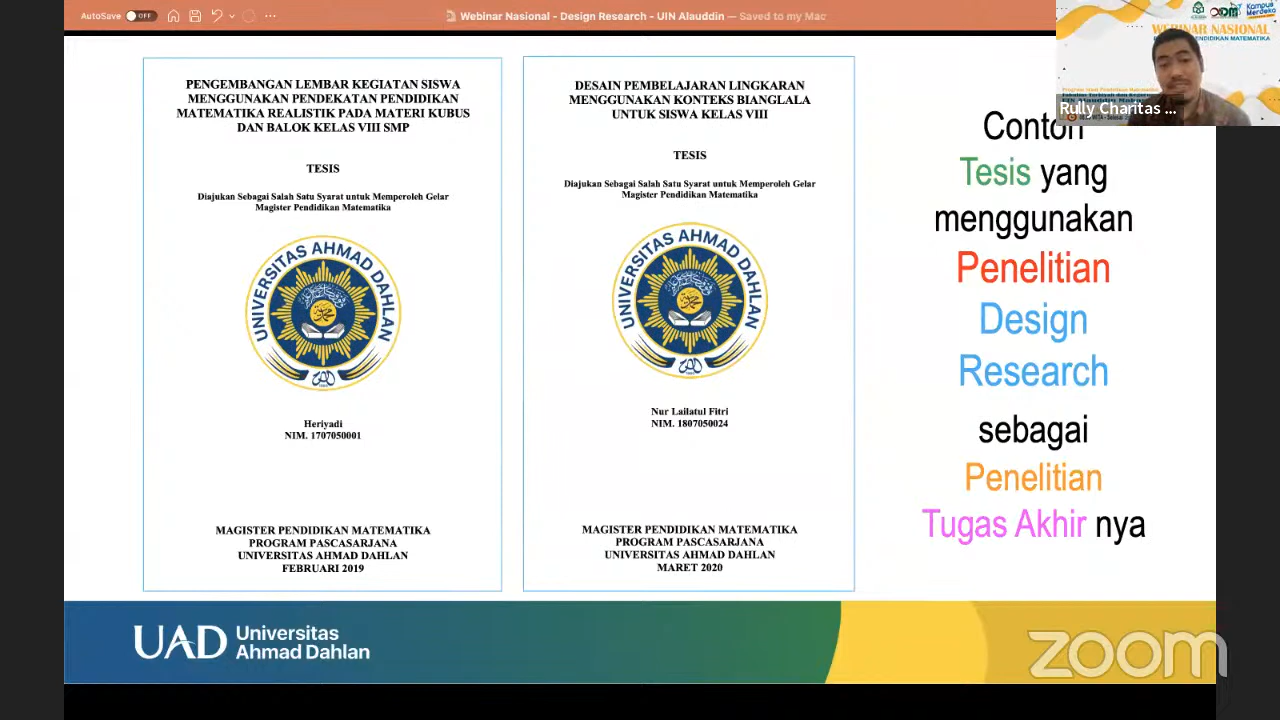 AutoSave OFF
Webinar Nasional - Design Research - UIN Alauddin — Saved to my Mac
PENGEMBANGAN LEMBAR KEGIATAN SISWA
MENGGUNAKAN PENDEKATAN PENDIDIKAN
MATEMATIKA REALISTIK PADA MATERI KUBUS
DAN BALOK KELAS VIII SMP
TESIS
Diajukan Sebagai Salah Satu Syarat untuk Memperoleh Gelar
Magister Pendidikan Matematika
UNIVERSITAS AHMAD DAHLAN
Heriyadi
NIM. 1707050001
MAGISTER PENDIDIKAN MATEMATIKA
PROGRAM PASCASARJANA
UNIVERSITAS AHMAD DAHLAN
FEBRUARI 2019
DESAIN PEMBELAJARAN LINGKARAN
MENGGUNAKAN KONTEKS BIANGLALA
UNTUK SISWA KELAS VIII
TESIS
Diajukan Sebagai Salah Satu Syarat untuk Memperoleh Gelar
Magister Pendidikan Matematika
UNIVERSITAS AHMAD DAHLAN
Nur Lailatul Fitri
NIM. 1807050024
MAGISTER PENDIDIKAN MATEMATIKA
PROGRAM PASCASARJANA
UNIVERSITAS AHMAD DAHLAN
MARET 2020
Kampus
Merdeka
WEBINAR NASIONAL
PENDIDIKAN MATEMATIKA
Rully Charitas ...
Contoh
Tesis yang
menggunakan
Penelitian
Design
Research
sebagai
Penelitian
Tugas Akhir nya
UAD Universitas
Ahmad Dahlan
zoom